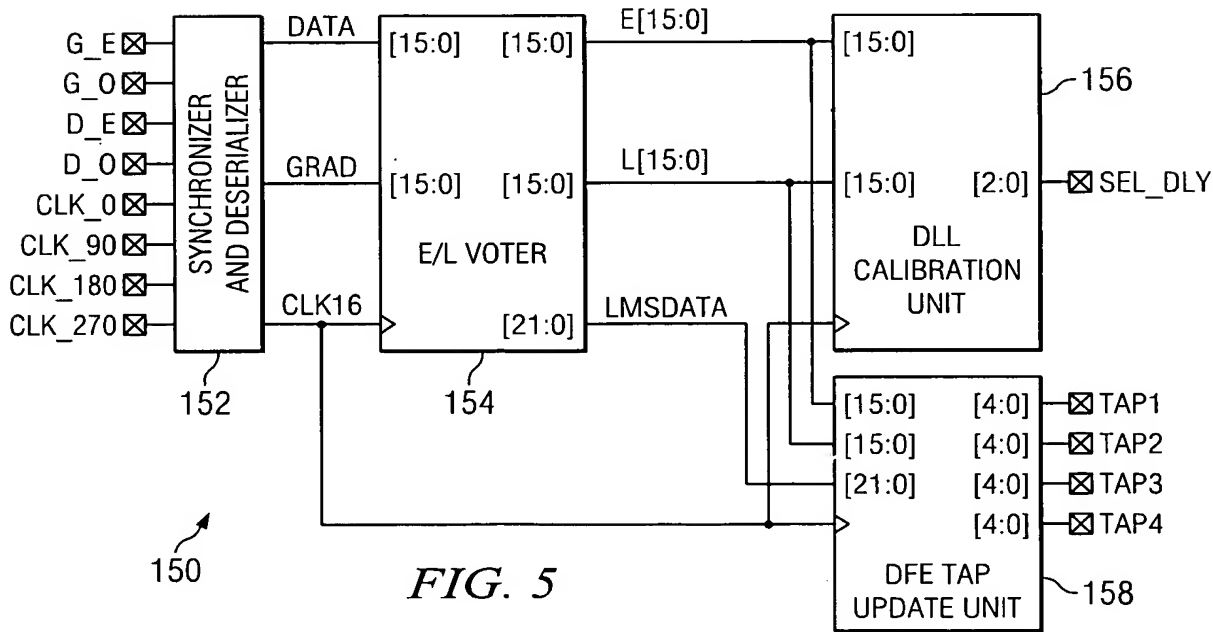 G_E
G_O
D_E
D_O
CLK_0
CLK_90
CLK_180
CLK_270
SYNCHRONIZER
AND DESERIALIZER
152
DATA
GRAD
CLK16
[15:0] [15:0]
[15:0] [15:0]
E/L VOTER
[21:0]
154
E[15:0]
L[15:0]
LMSDATA
[15:0]
[15:0] [2:0]
DLL
CALIBRATION
UNIT
156
SEL_DLY
[15:0] [4:0]
[15:0] [4:0]
[21:0] [4:0]
[4:0]
DFE TAP
UPDATE UNIT
158
TAP1
TAP2
TAP3
TAP4
150
FIG. 5